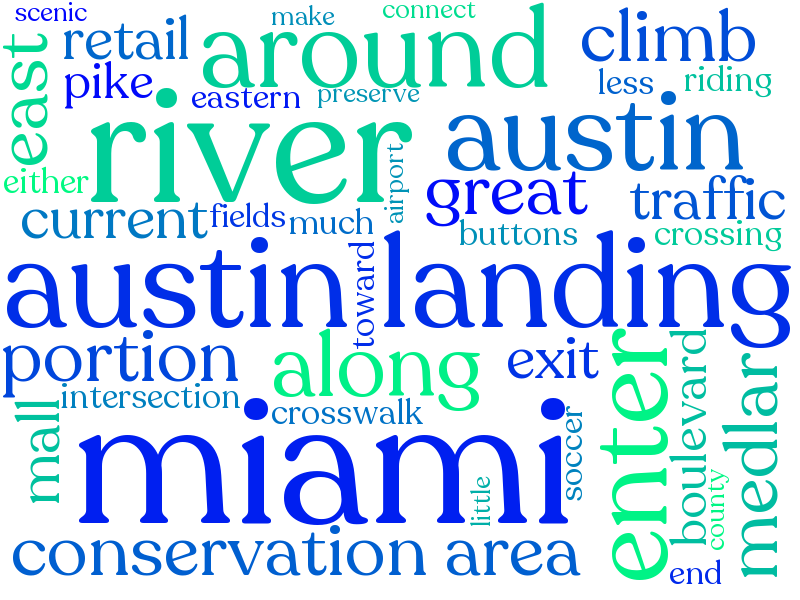 scenic
make
connect
retail
around
climb
east
pike
eastern
preserve
less
riding
river
austin
either
airport
great
traffic
current
fields
much
buttons
crossing
austin landing
toward
portion
along
exit
enter
boulevard
medlar
mall
intersection
crosswalk
soccer
miami
little
county
conservation area
end